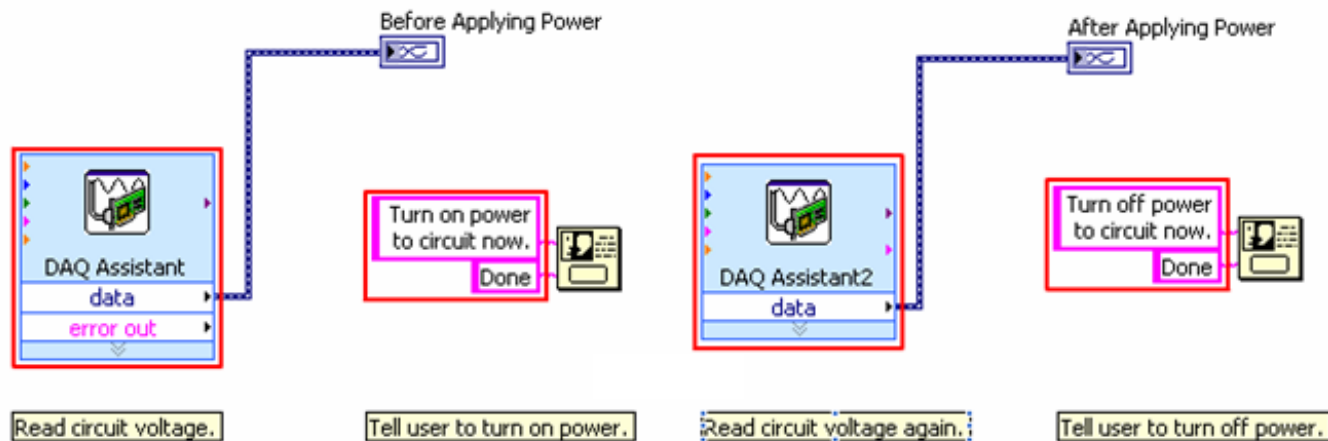 Before Applying Power
After Applying Power
DAQ Assistant
data
error out
Turn on power
to circuit now.
Done
DAQ Assistant2
data
Turn off power
to circuit now.
Done
Read circuit voltage.
Tell user to turn on power.
Read circuit voltage again.
Tell user to turn off power.